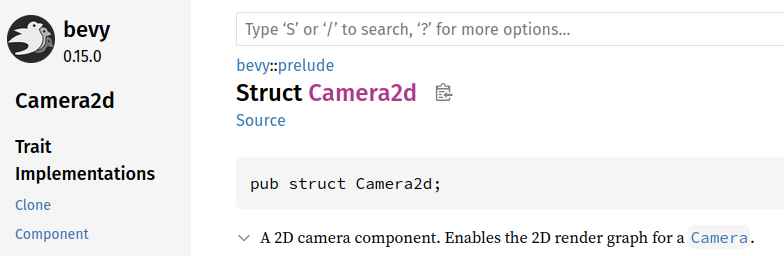 bevy
0.15.0
Camera2d
Trait
Implementations
Clone
Component
Type ‘S’ or ‘/’ to search, ‘?’ for more options…
bevy::prelude
Struct Camera2d
Source
pub struct Camera2d;
A 2D camera component. Enables the 2D render graph for a Camera.